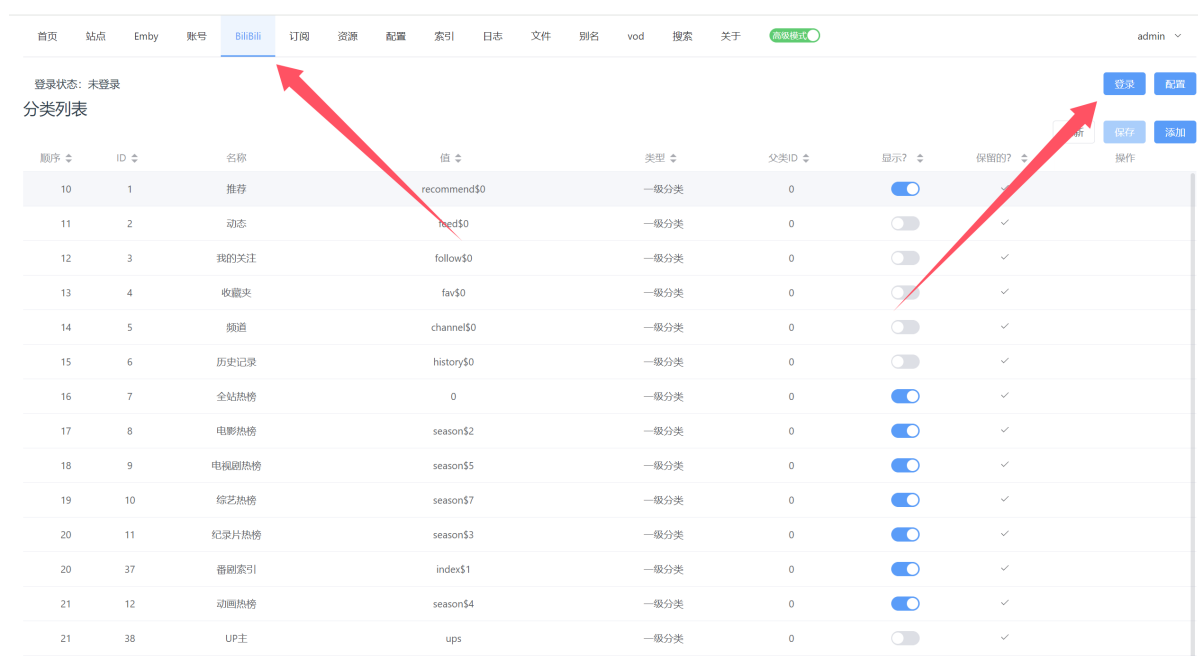 首页 站点 Emby 账号 BiliBili 订阅 资源 配置 索引 日志 文件 别名 vod 搜索 关于 高级模式 admin
登录状态：未登录 登录 配置
分类列表
新 保存 添加
顺序 ID 名称 值 类型 父类ID 显示? 保留的? 操作
10 1 推荐 recommend$0 一级分类 0
11 2 动态 feed$0 一级分类 0
12 3 我的关注 follow$0 一级分类 0
13 4 收藏夹 fav$0 一级分类 0
14 5 频道 channel$0 一级分类 0
15 6 历史记录 history$0 一级分类 0
16 7 全站热榜 0 一级分类 0
17 8 电影热榜 season$2 一级分类 0
18 9 电视剧热榜 season$5 一级分类 0
19 10 综艺热榜 season$7 一级分类 0
20 11 纪录片热榜 season$3 一级分类 0
20 37 番剧索引 index$1 一级分类 0
21 12 动画热榜 season$4 一级分类 0
21 38 UP主 ups 一级分类 0